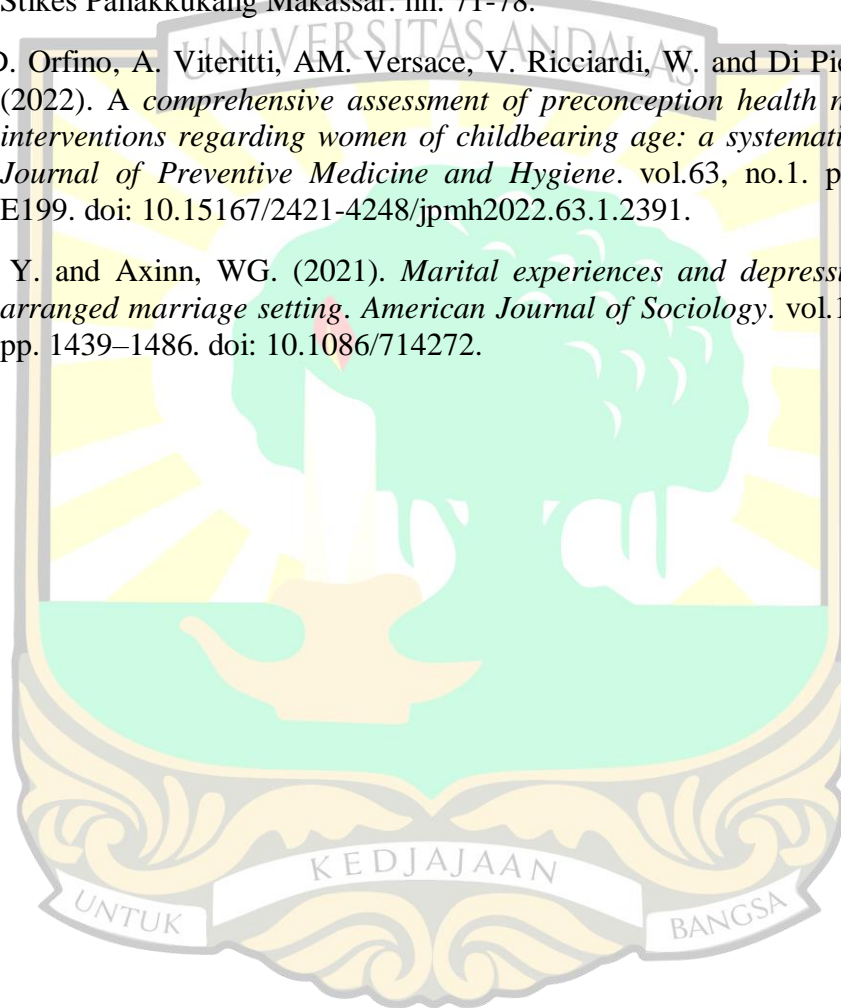 Stikes Panakkukang Makassar. hh. 71-78.
UNIVERSITAS ANDALAS
D. Orfino, A. Viteritti, AM. Versace, V. Ricciardi, W. and Di Pie
(2022). A comprehensive assessment of preconception health n
interventions regarding women of childbearing age: a systemati
Journal of Preventive Medicine and Hygiene. vol.63, no.1. p
E199. doi: 10.15167/2421-4248/jpmh2022.63.1.2391.
Y. and Axinn, WG. (2021). Marital experiences and depressi
arranged marriage setting. American Journal of Sociology. vol.1
pp. 1439–1486. doi: 10.1086/714272.
KEDJAJAAN
UNTUK
BANGSA